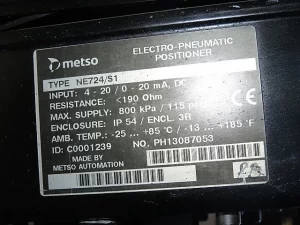 metso
ELECTRO-PNEUMATIC
POSITIONER
TYPE NE724/S1
INPUT: 4 - 20 / 0 - 20 mA, DC
RESISTANCE: <190 Ohm
MAX. SUPPLY: 800 kPa / 115 psi
ENCLOSURE: IP 54 / ENCL. 3R
AMB. TEMP.: -25 ... +85°C / -13 ... +185°F
ID: C0001239 NO. PH13087053
MADE BY
METSO AUTOMATION